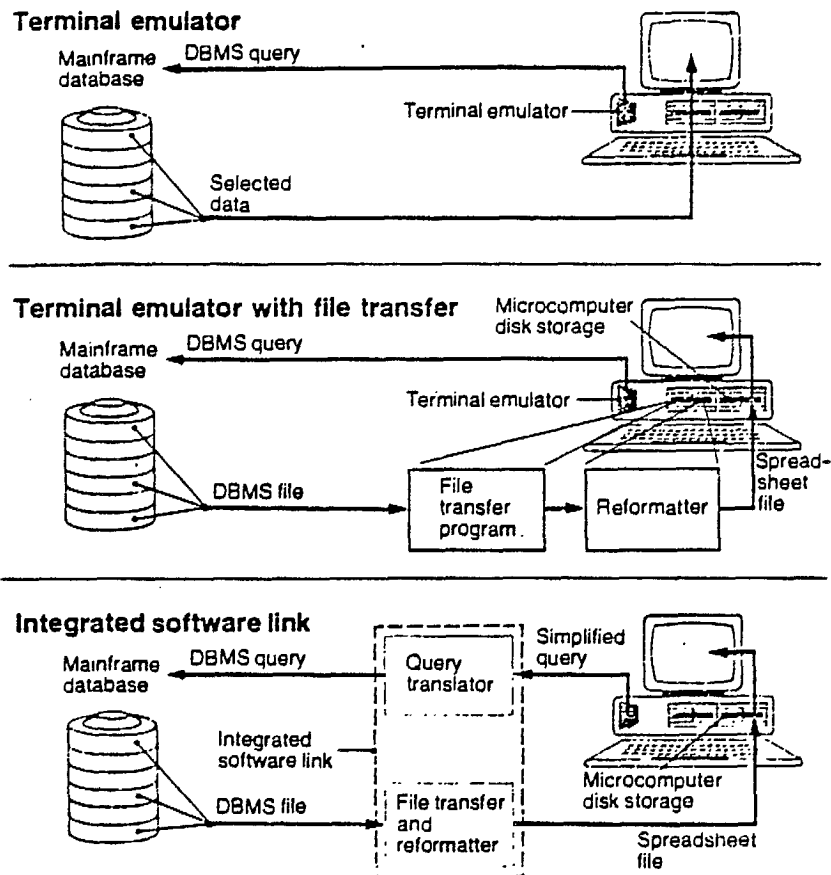 Terminal emulator
Mainframe
database
DBMS query
Terminal emulator
Selected
data
Terminal emulator with file transfer
Microcomputer
disk storage
Mainframe
database
DBMS query
Terminal emulator
DBMS file
File
transfer
program.
Reformatter
Spread-
sheet
file
Integrated software link
Mainframe
database
DBMS query
Query
translator
Simplified
query
Integrated
software link
DBMS file
File transfer
and
reformatter
Microcomputer
disk storage
Spreadsheet
file